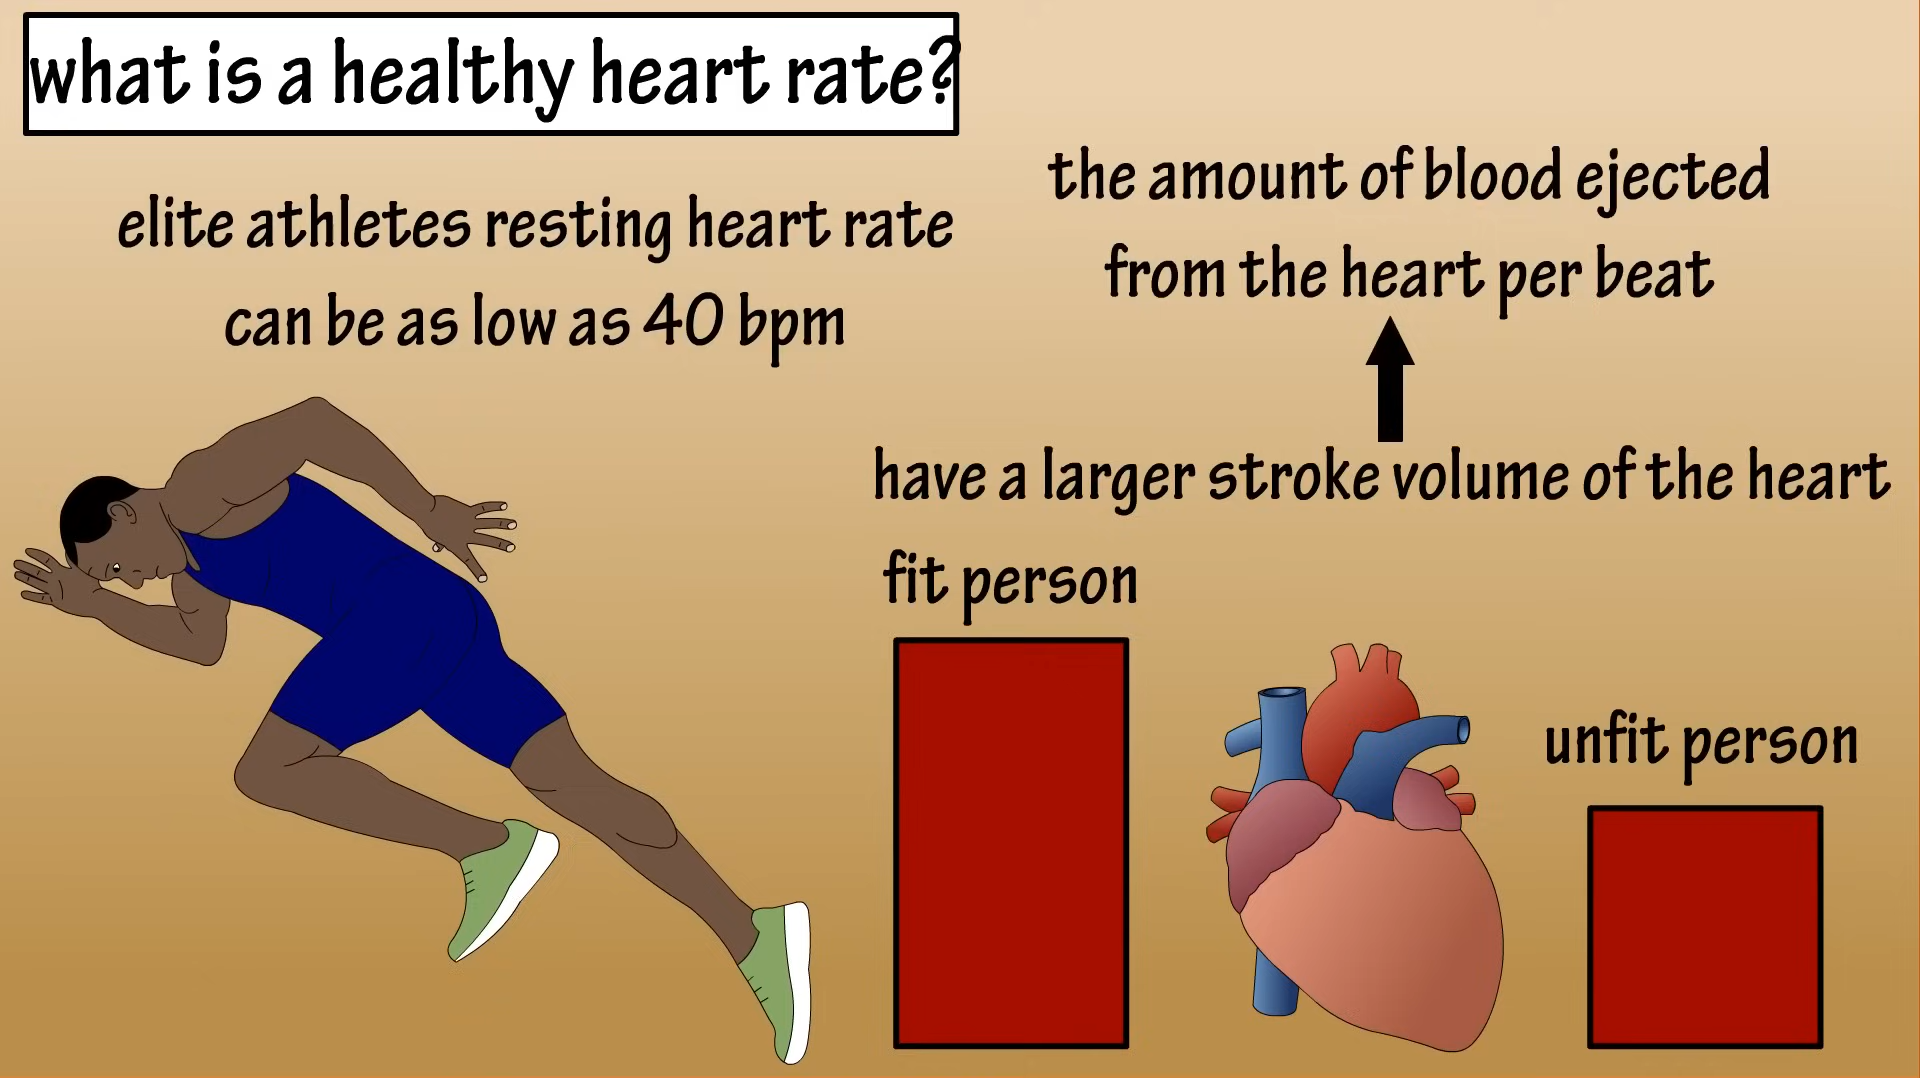 what is a healthy heart rate?
elite athletes resting heart rate
can be as low as 40 bpm
the amount of blood ejected
from the heart per beat
have a larger stroke volume of the heart
fit person
unfit person